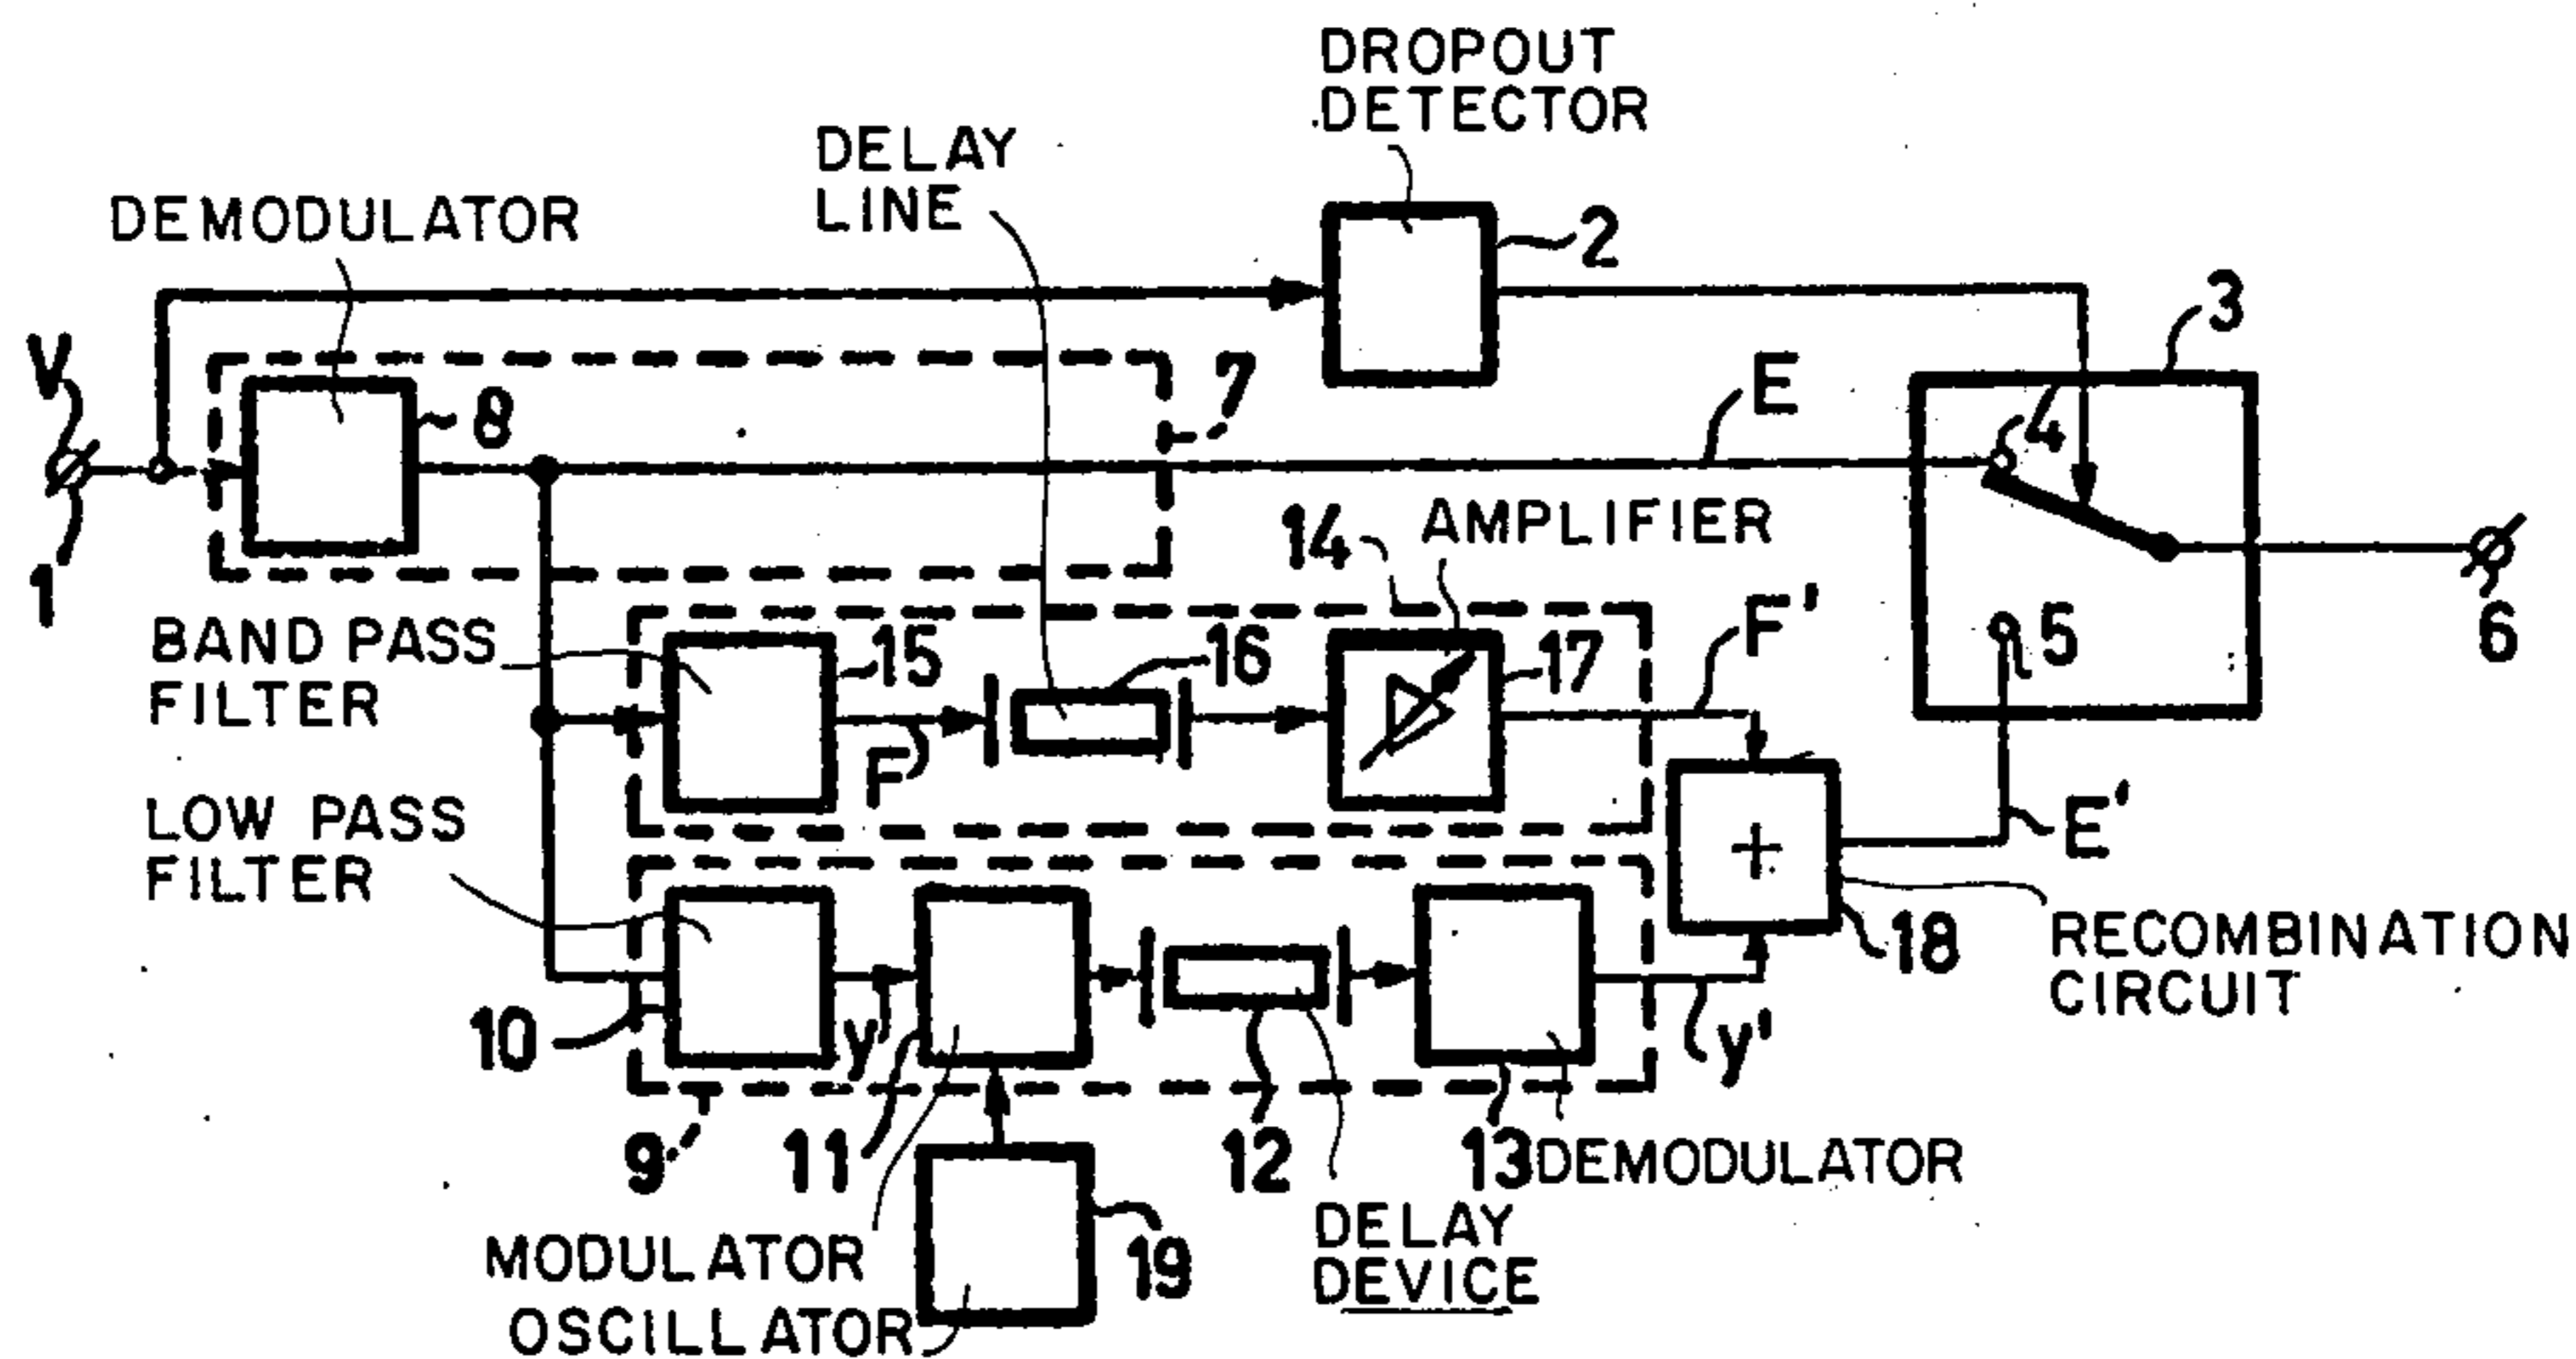 DROPOUT
DETECTOR
DELAY
LINE
DEMODULATOR
2
3
V
8
7
E
4
1
14
AMPLIFIER
6
BAND PASS
FILTER
15
16
17
F'
5
F
LOW PASS
FILTER
E'
10
y
y'
18
RECOMBINATION
CIRCUIT
9
11
12
13
DEMODULATOR
MODULATOR
19
DELAY
DEVICE
OSCILLATOR
+